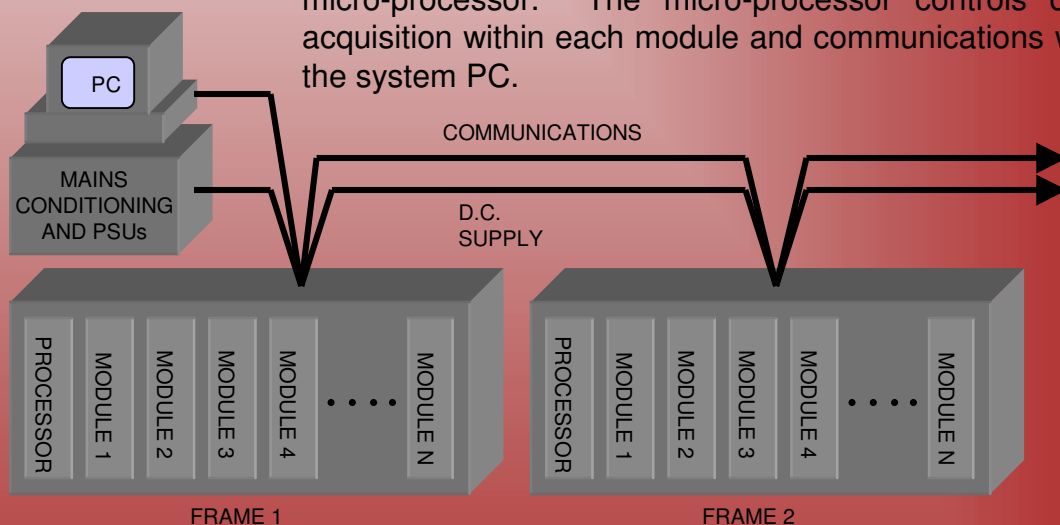 micro-processor. The micro-processor controls
acquisition within each module and communications
the system PC.
PC
COMMUNICATIONS
MAINS
CONDITIONING
AND PSUs
D.C.
SUPPLY
PROCESSOR
MODULE 1
MODULE 2
MODULE 3
MODULE 4
MODULE N
PROCESSOR
MODULE 1
MODULE 2
MODULE 3
MODULE 4
MODULE N
FRAME 1
FRAME 2